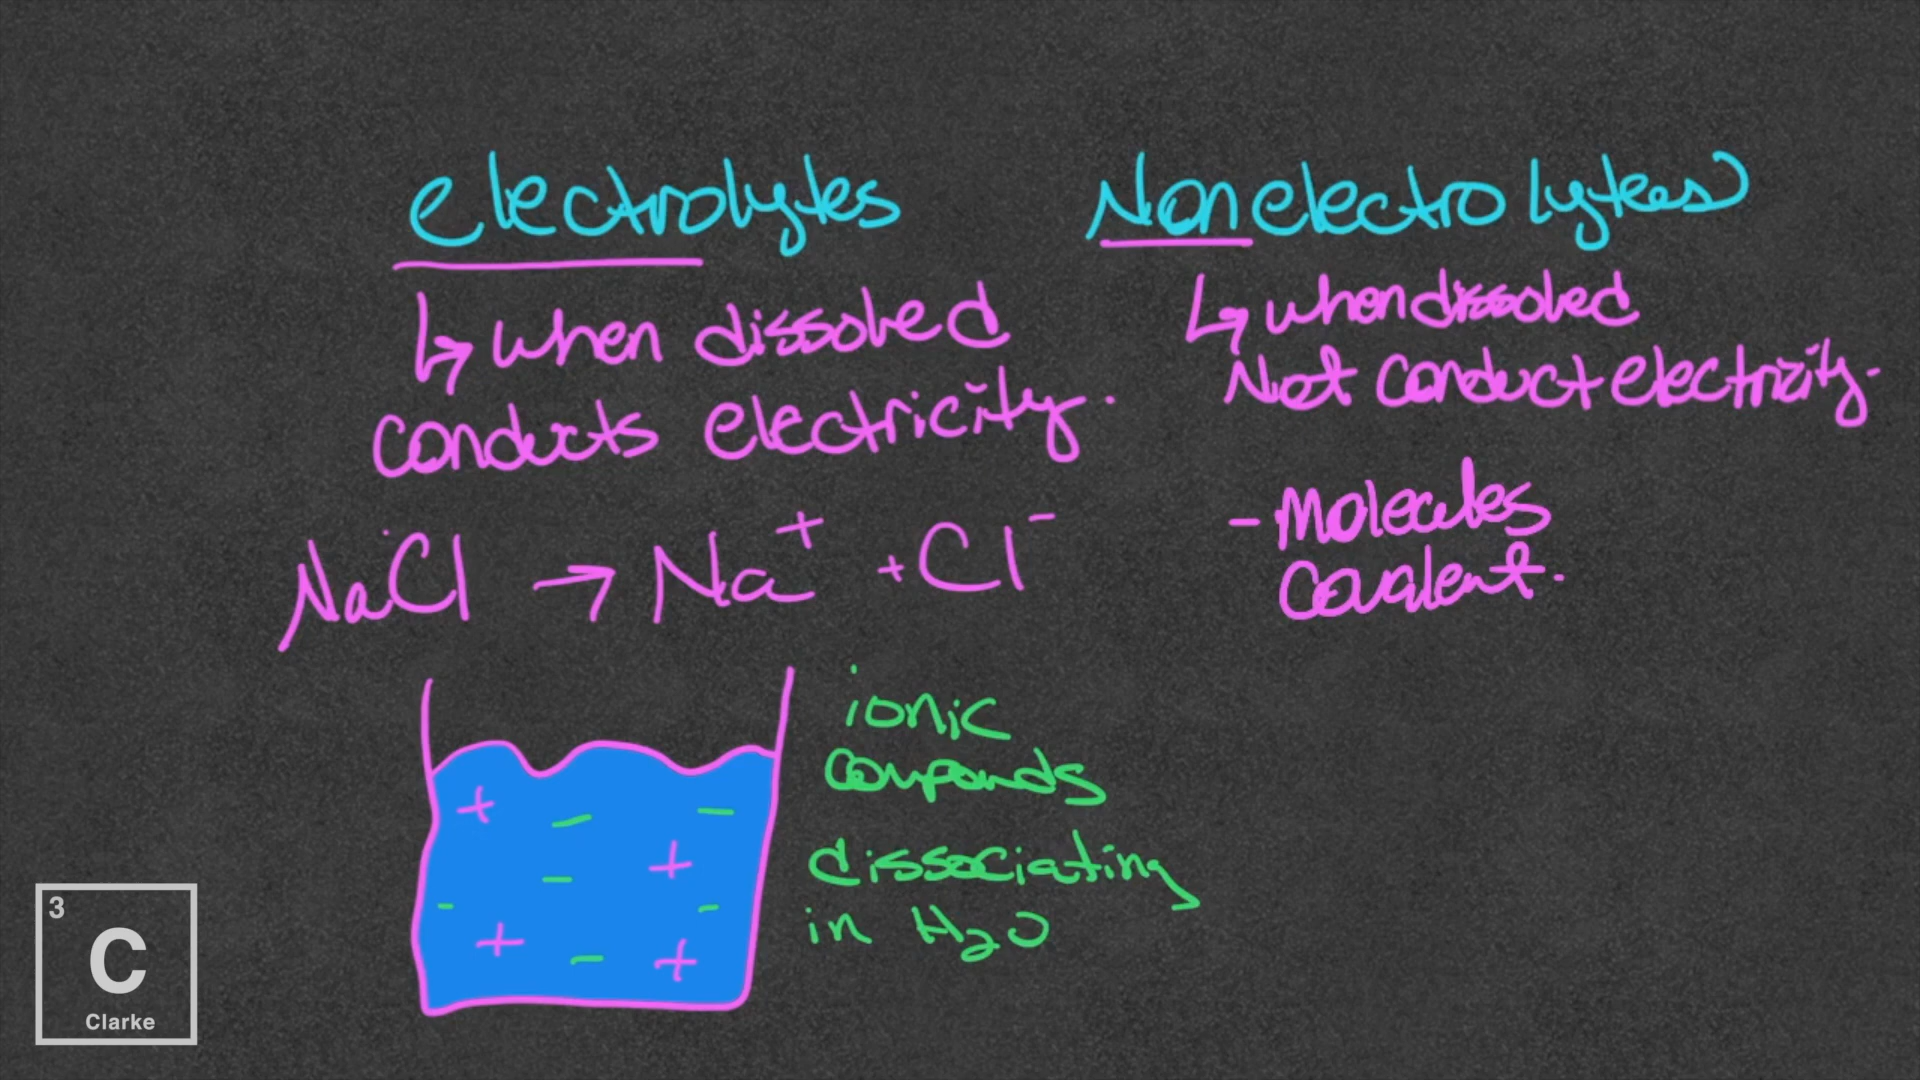 electrolytes
↳ when dissolved
conducts electricity.
NaCl → Na⁺ + Cl⁻
ionic
compounds
dissociating
in H₂O
Nonelectrolytes
↳ when dissolved
Not conduct electricity.
- Molecules
Covalent.
3
C
Clarke